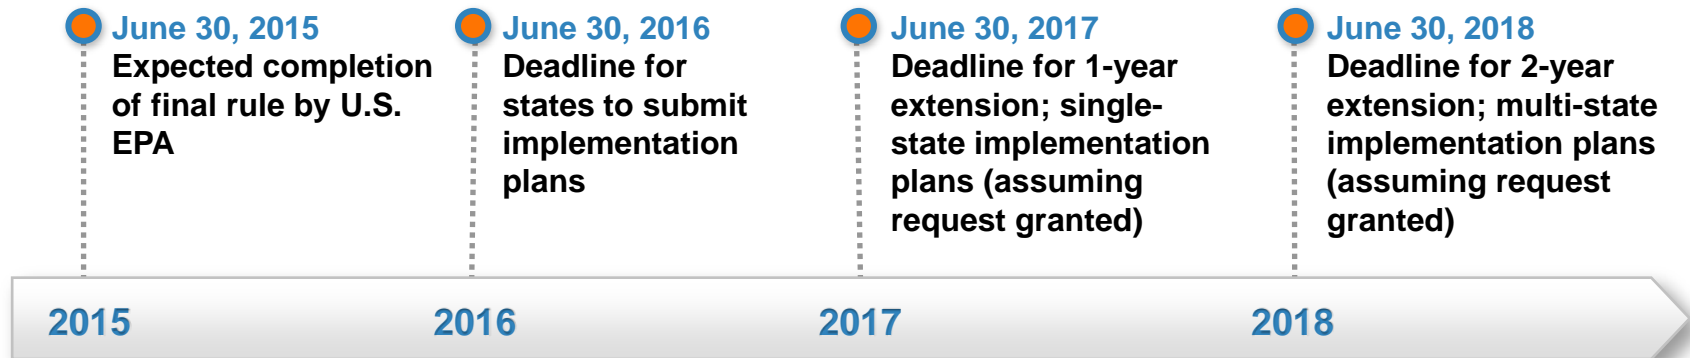 June 30, 2015
Expected completion
of final rule by U.S.
EPA
June 30, 2016
Deadline for
states to submit
implementation
plans
June 30, 2017
Deadline for 1-year
extension; single-
state implementation
plans (assuming
request granted)
June 30, 2018
Deadline for 2-year
extension; multi-state
implementation plans
(assuming request
granted)
2015
2016
2017
2018